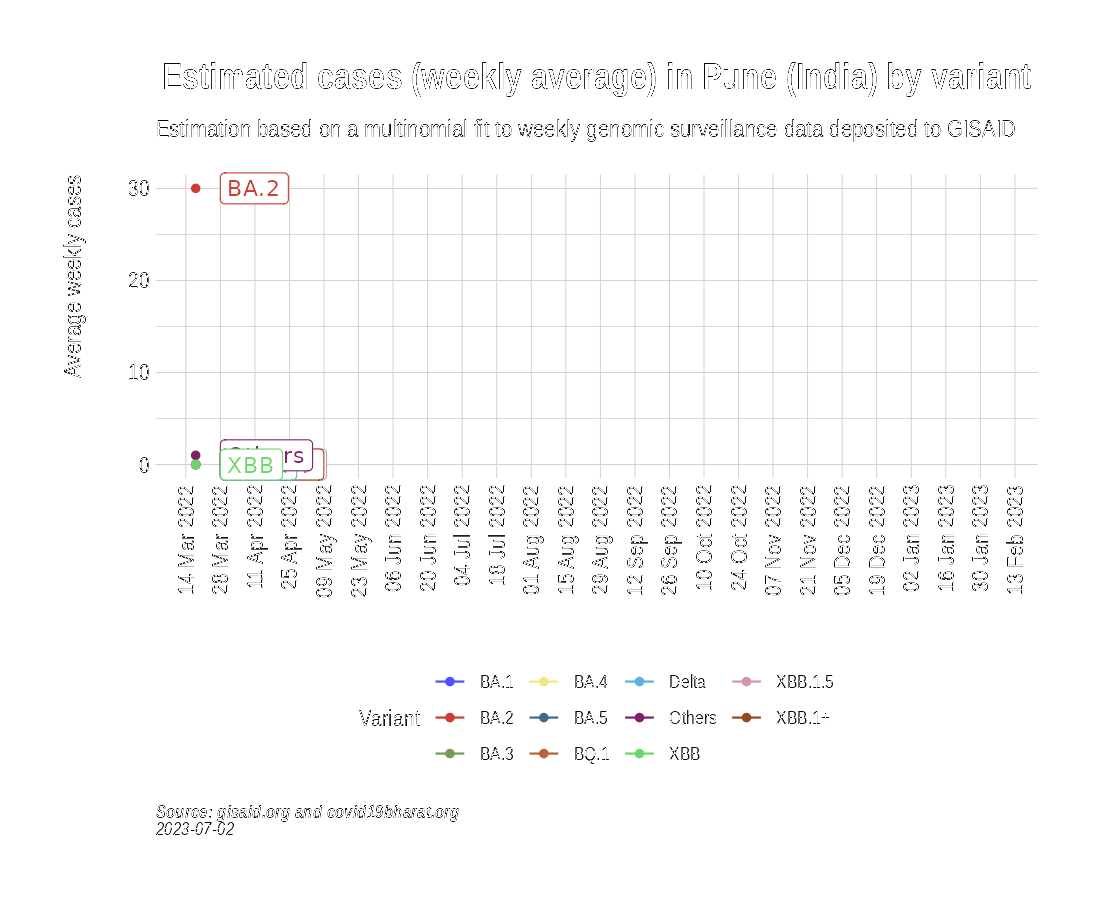 Estimated cases (weekly average) in Pune (India) by variant
Estimation based on a multinomial fit to weekly genomic surveillance data deposited to GISAID
Average weekly cases
30
20
10
0
BA.2
XBB
14 Mar 2022
28 Mar 2022
11 Apr 2022
25 Apr 2022
09 May 2022
23 May 2022
06 Jun 2022
20 Jun 2022
04 Jul 2022
18 Jul 2022
01 Aug 2022
15 Aug 2022
29 Aug 2022
12 Sep 2022
26 Sep 2022
10 Oct 2022
24 Oct 2022
07 Nov 2022
21 Nov 2022
05 Dec 2022
19 Dec 2022
02 Jan 2023
16 Jan 2023
30 Jan 2023
13 Feb 2023
Variant
BA.1
BA.2
BA.3
BA.4
BA.5
BQ.1
Delta
Others
XBB
XBB.1.5
XBB.1+
Source: gisaid.org and covid19bharat.org
2023-07-02